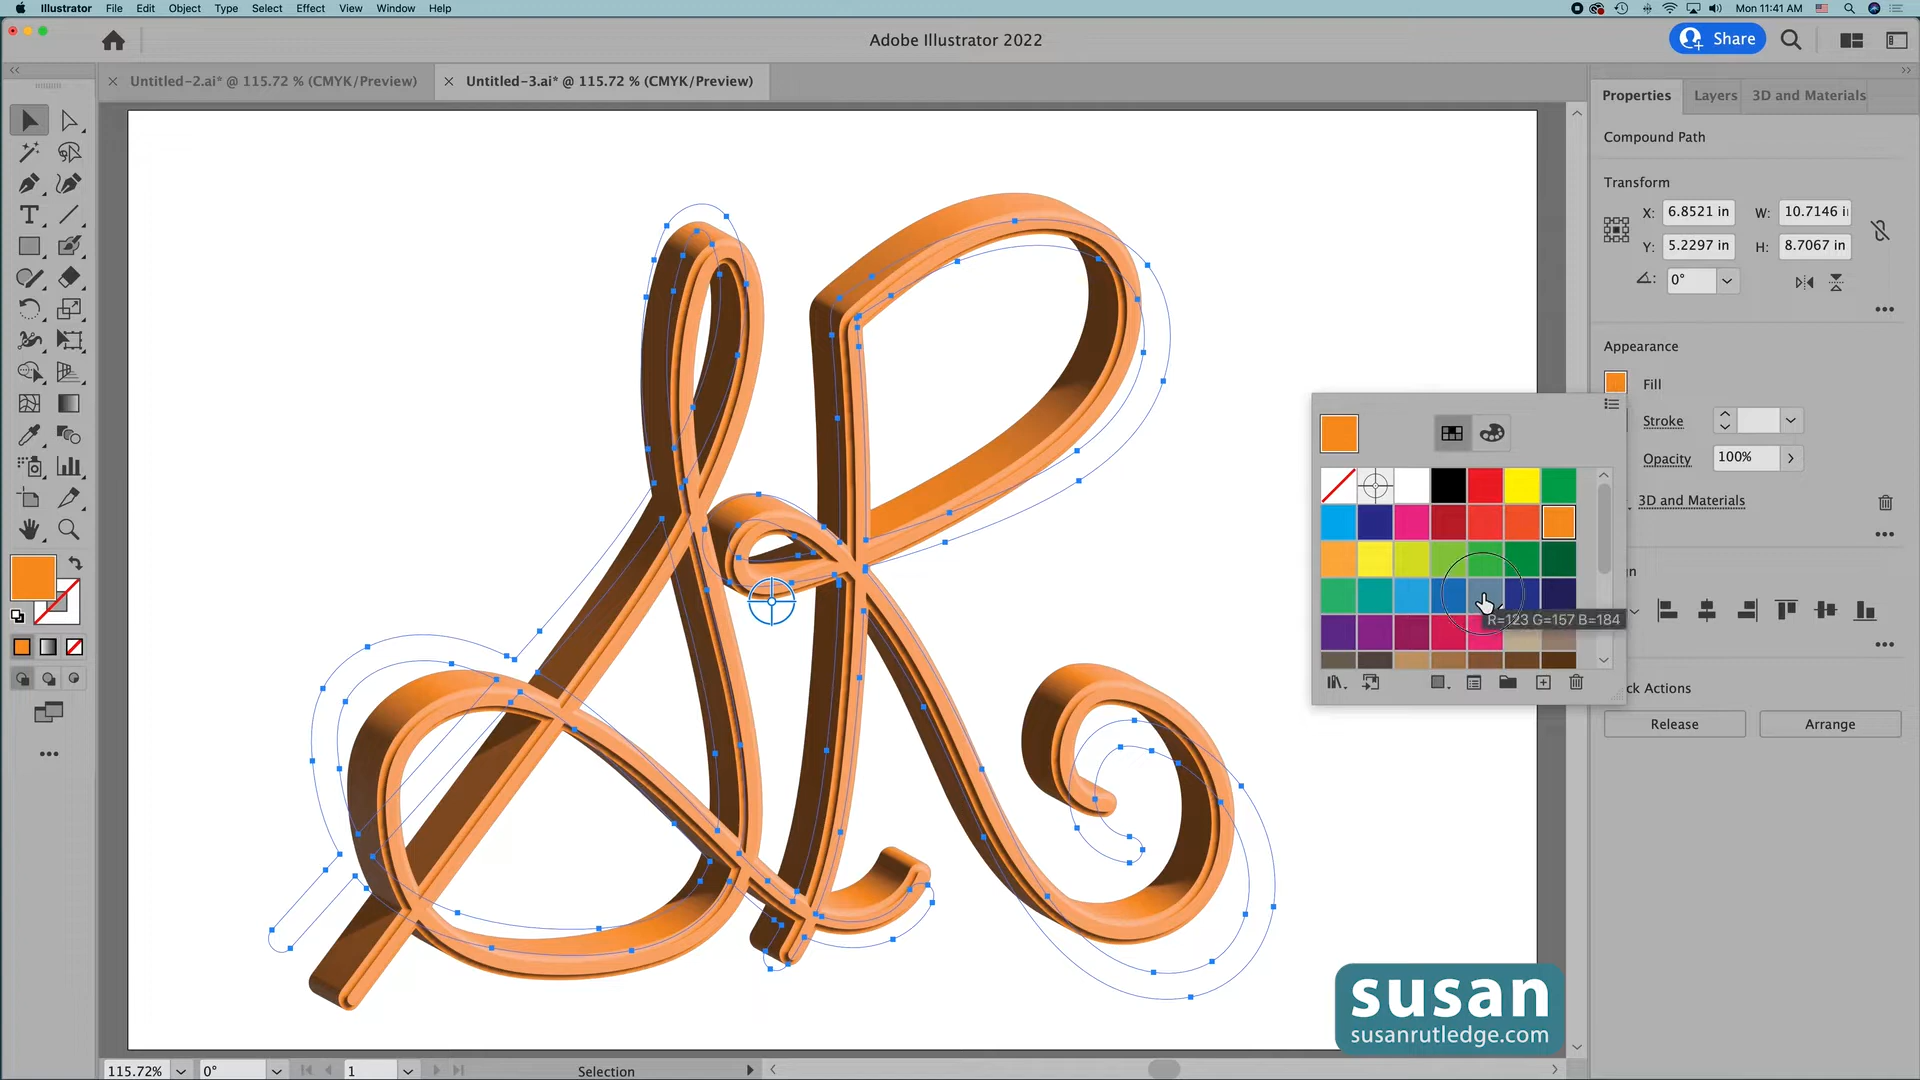 Illustrator File Edit Object Type Select Effect View Window Help
Mon 11:41 AM
Adobe Illustrator 2022
Share
Untitled-2.ai* @ 115.72 % (CMYK/Preview)
Untitled-3.ai* @ 115.72 % (CMYK/Preview)
Properties Layers 3D and Materials
Compound Path
Transform
X: 6.8521 in W: 10.7146 i
Y: 5.2297 in H: 8.7067 in
0°
Appearance
Fill
Stroke
Opacity 100%
3D and Materials
gn
R=123 G=157 B=184
ck Actions
Release Arrange
SR
susan
susanrutledge.com
115.72% 0° 1 Selection